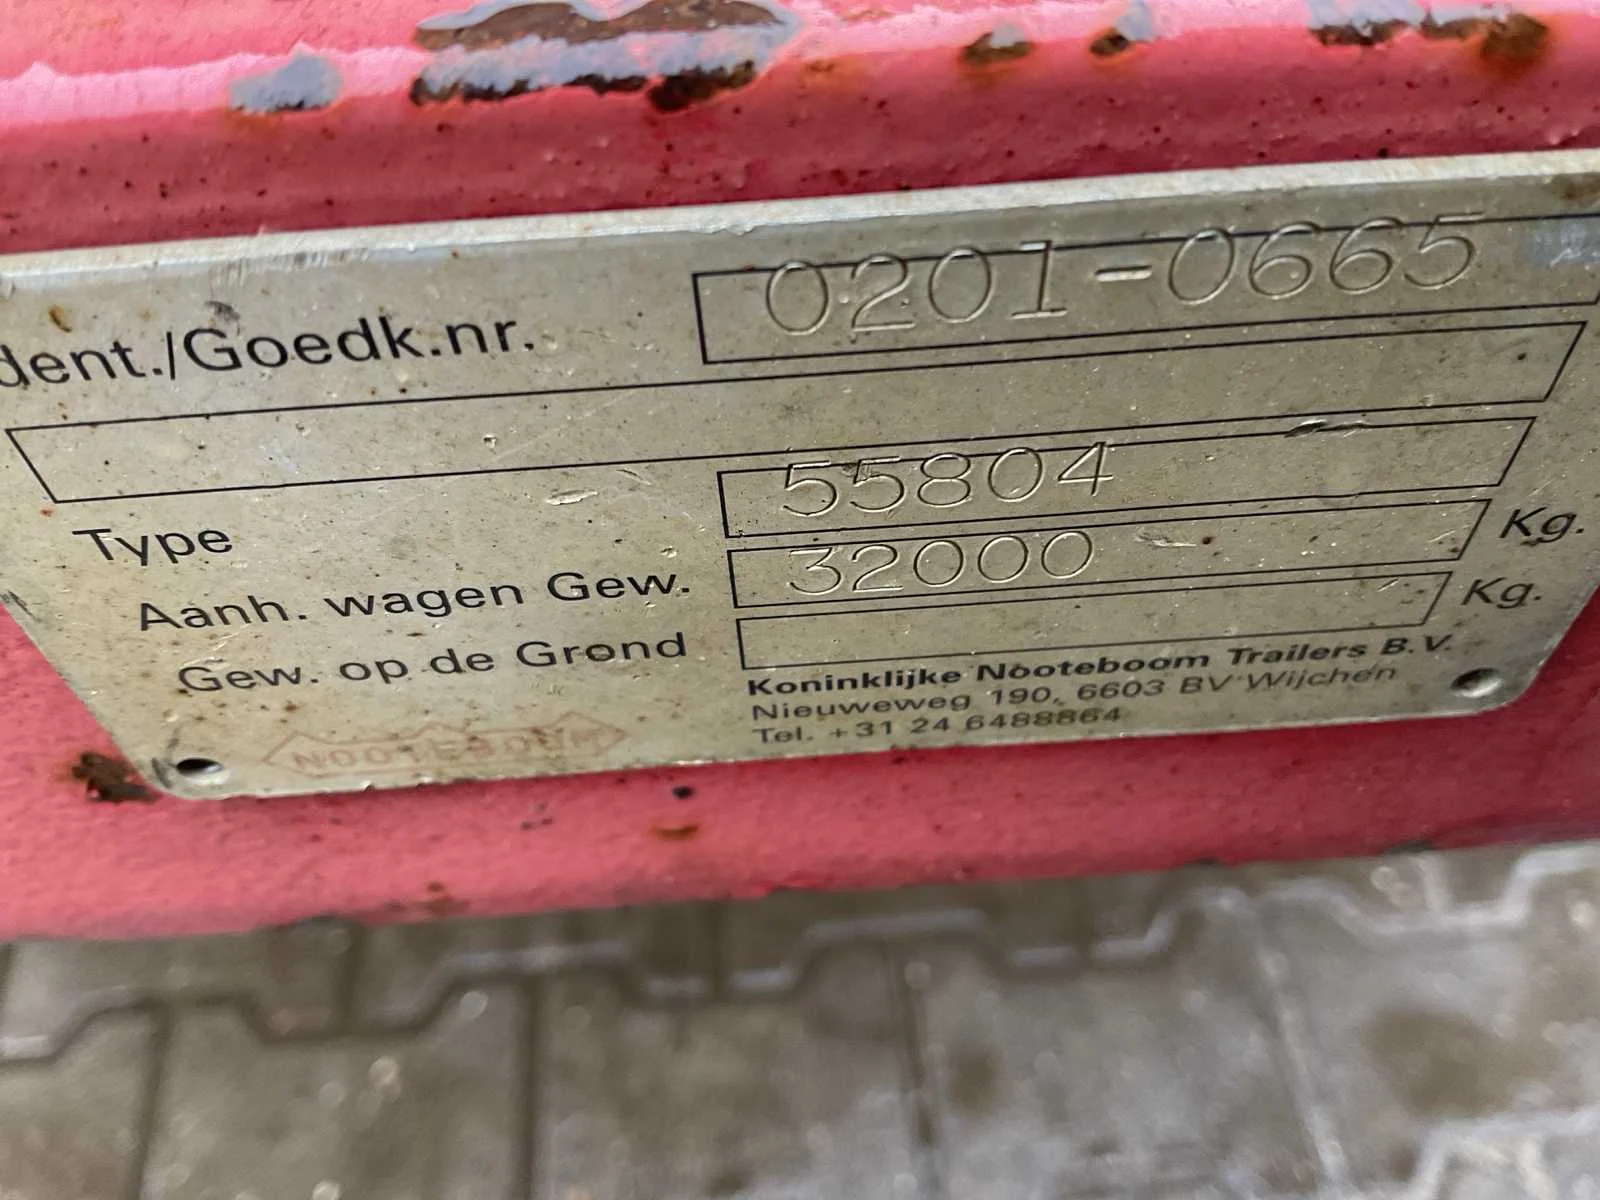 dent./Goedk.nr. 0201-0665
Type 55804
Aanh. wagen Gew. 32000 Kg.
Gew. op de Grond Kg.
Koninklijke Nooteboom Trailers B.V.
Nieuweweg 190, 6603 BV Wijchen
Tel. +31 24 6488864
NOOTEBOOM